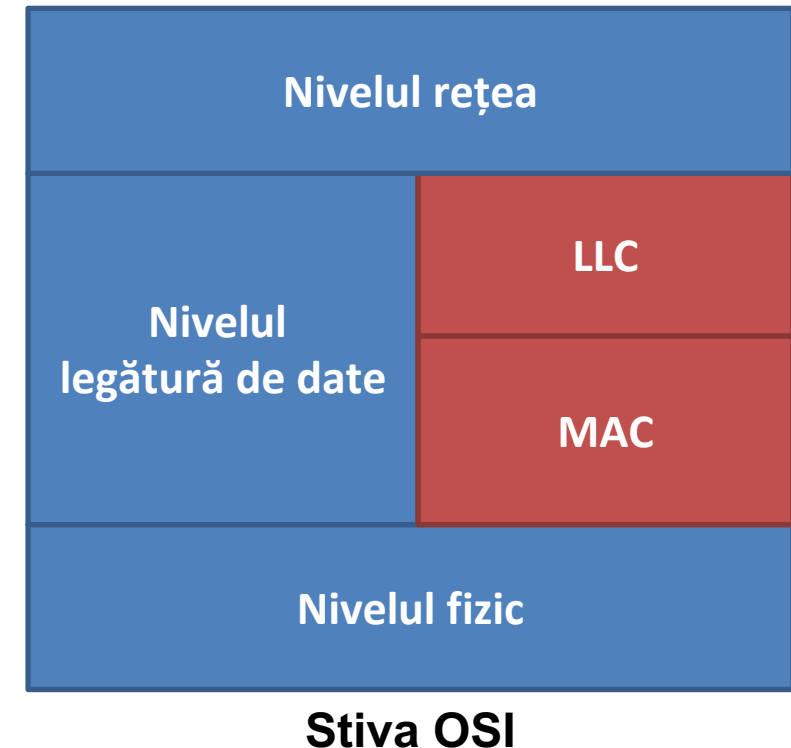 Nivelul rețea
LLC
Nivelul
legătură de date
MAC
Nivelul fizic
Stiva OSI